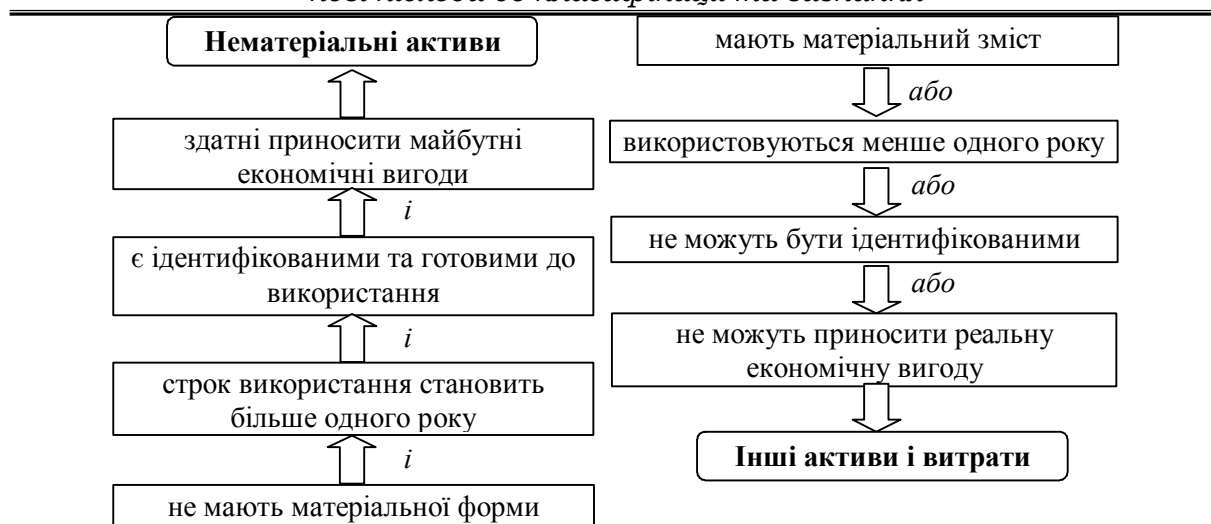 Нематеріальні активи
здатні приносити майбутні
економічні вигоди
і
є ідентифікованими та готовими до
використання
і
строк використання становить
більше одного року
і
не мають матеріальної форми
мають матеріальний зміст
або
використовуються менше одного року
або
не можуть бути ідентифікованими
або
не можуть приносити реальну
економічну вигоду
Інші активи і витрати